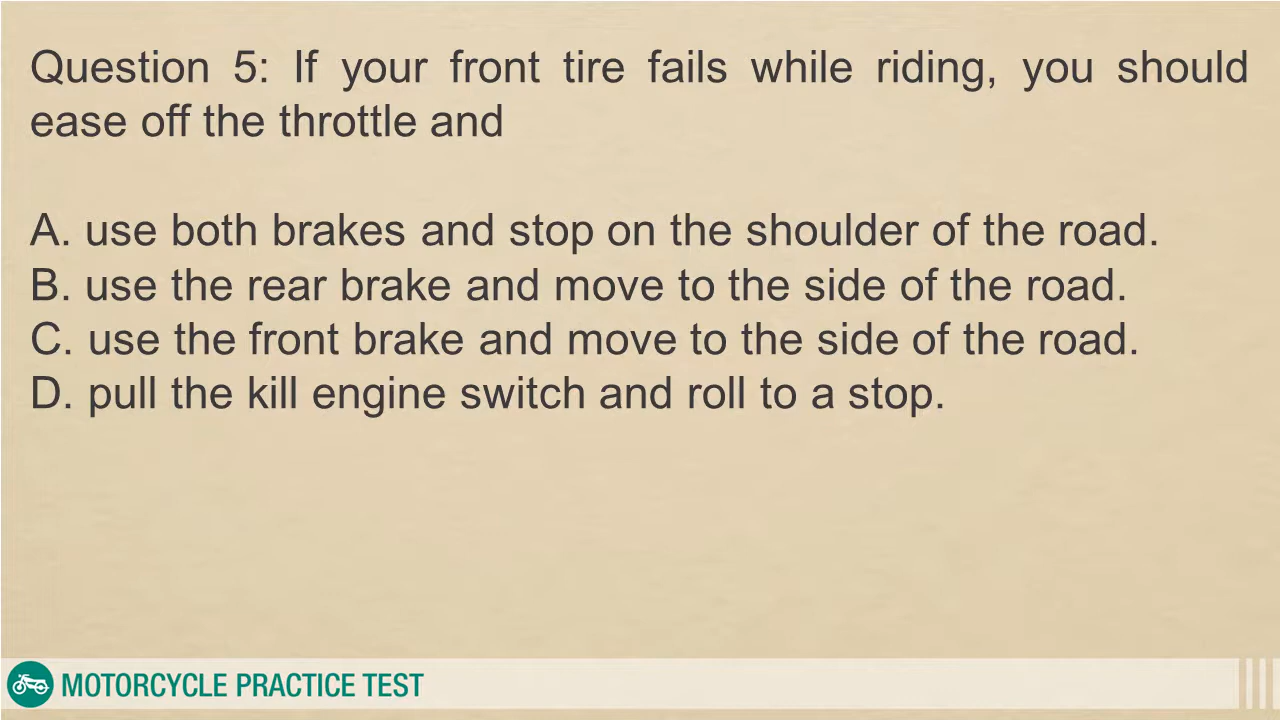 Question 5: If your front tire fails while riding, you should
ease off the throttle and
A. use both brakes and stop on the shoulder of the road.
B. use the rear brake and move to the side of the road.
C. use the front brake and move to the side of the road.
D. pull the kill engine switch and roll to a stop.
MOTORCYCLE PRACTICE TEST